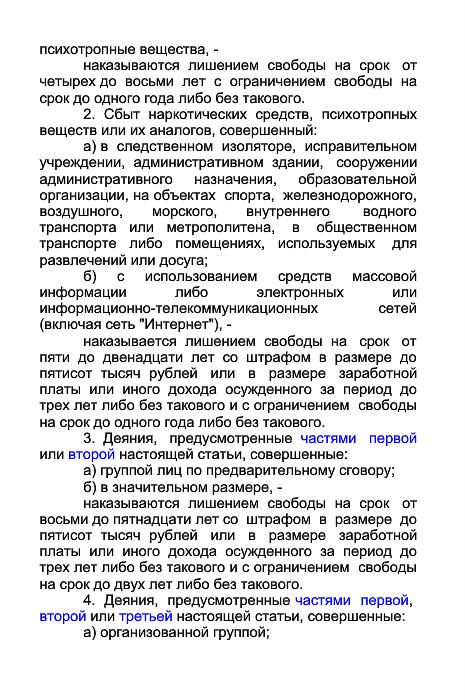 психотропные вещества, -
наказываются лишением свободы на срок от
четырех до восьми лет с ограничением свободы на
срок до одного года либо без такового.
2. Сбыт наркотических средств, психотропных
веществ или их аналогов, совершенный:
а) в следственном изоляторе, исправительном
учреждении, административном здании, сооружении
административного назначения, образовательной
организации, на объектах спорта, железнодорожного,
воздушного, морского, внутреннего водного
транспорта или метрополитена, в общественном
транспорте либо помещениях, используемых для
развлечений или досуга;
б) с использованием средств массовой
информации либо электронных или
информационно-телекоммуникационных сетей
(включая сеть "Интернет"), -
наказывается лишением свободы на срок от
пяти до двенадцати лет со штрафом в размере до
пятисот тысяч рублей или в размере заработной
платы или иного дохода осужденного за период до
трех лет либо без такового и с ограничением свободы
на срок до одного года либо без такового.
3. Деяния, предусмотренные частями первой
или второй настоящей статьи, совершенные:
а) группой лиц по предварительному сговору;
б) в значительном размере, -
наказываются лишением свободы на срок от
восьми до пятнадцати лет со штрафом в размере до
пятисот тысяч рублей или в размере заработной
платы или иного дохода осужденного за период до
трех лет либо без такового и с ограничением свободы
на срок до двух лет либо без такового.
4. Деяния, предусмотренные частями первой,
второй или третьей настоящей статьи, совершенные:
а) организованной группой;